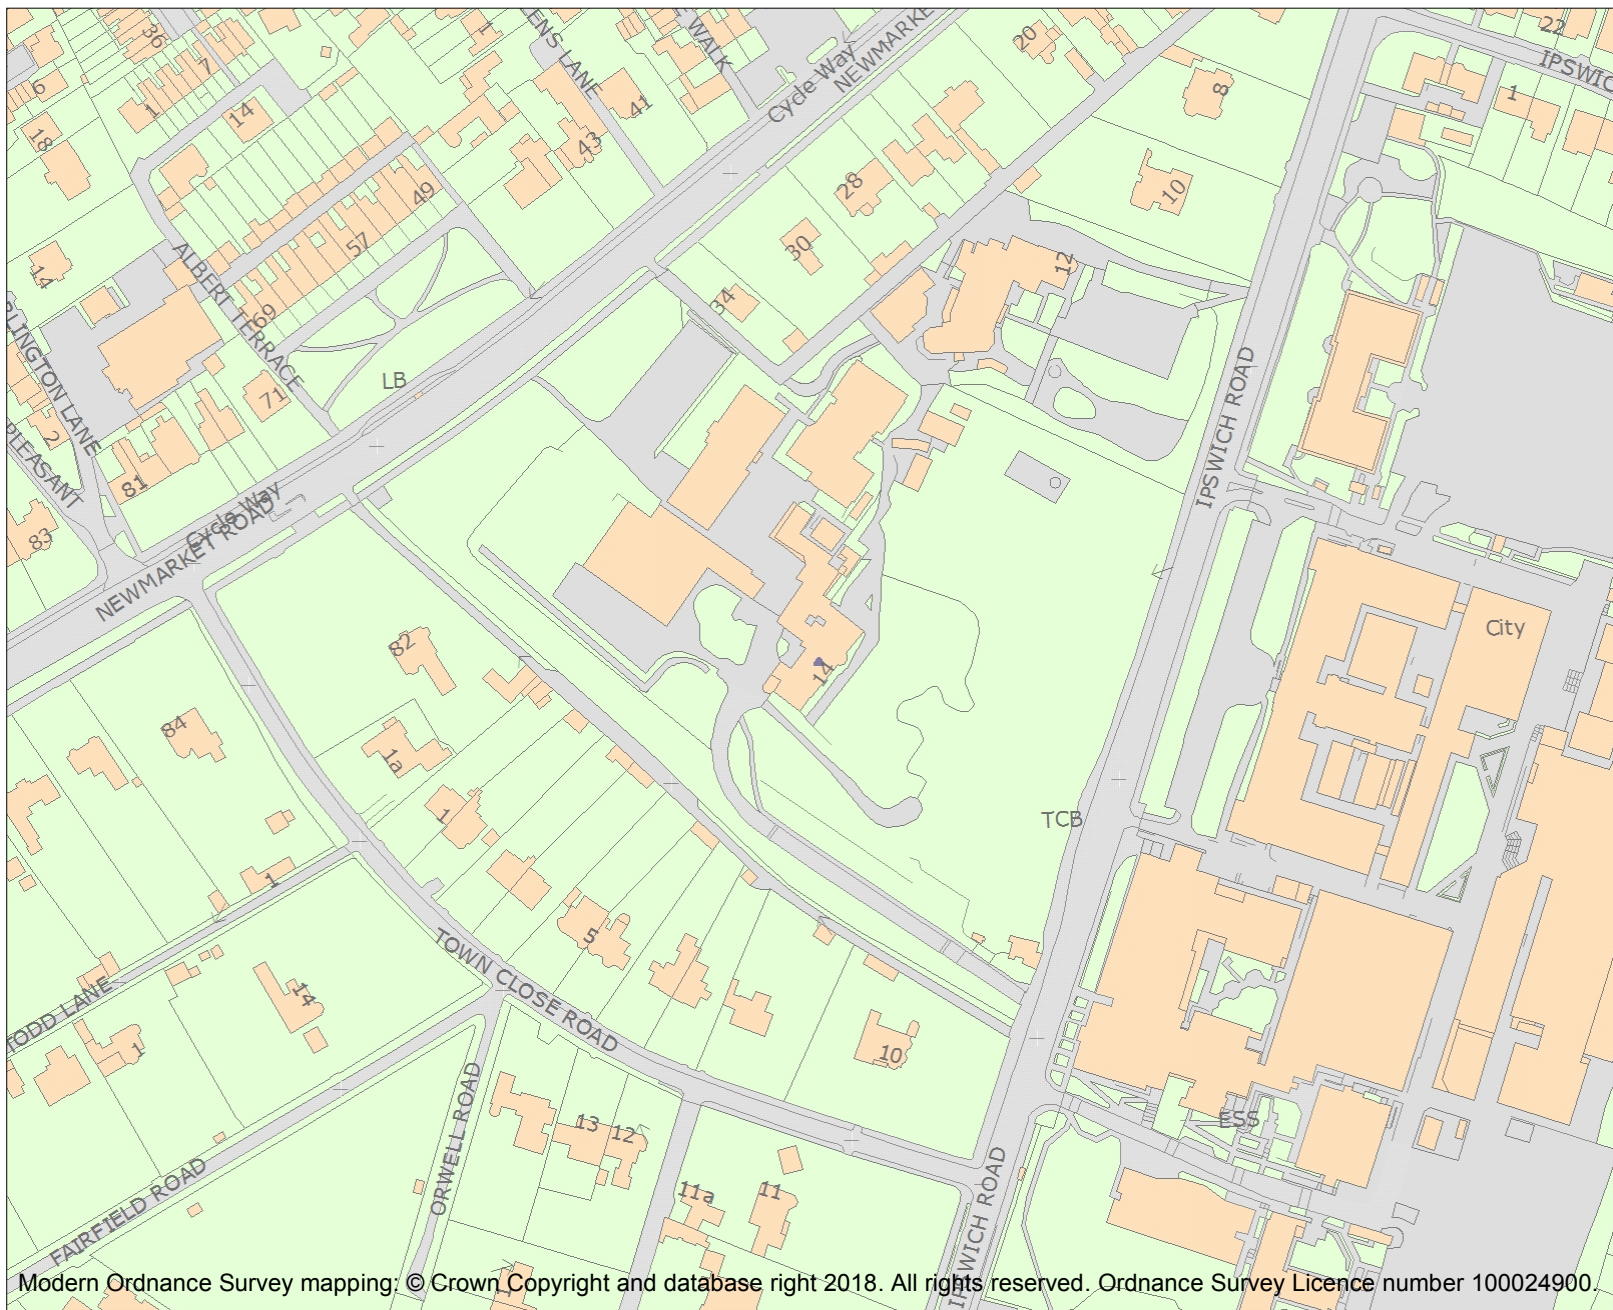 36
7
6
1
14
18
1
ENS LANE
E WALK
41
43
Cycle Way
NEWMARKE
20
8
22
IPSWIC
1
49
57
28
10
30
14
ALBERT TERRACE
69
34
12
RLINGTON LANE
LB
71
IPSWICH ROAD
2
PLEASANT
81
Cycle Way
NEWMARKET ROAD
83
82
City
14
84
1a
1
TCB
1
5
TOWN CLOSE ROAD
14
TODD LANE
1
10
ORWELL ROAD
13
12
ESS
FAIRFIELD ROAD
11a
11
IPSWICH ROAD
1
Modern Ordnance Survey mapping: © Crown Copyright and database right 2018. All rights reserved. Ordnance Survey Licence number 100024900.